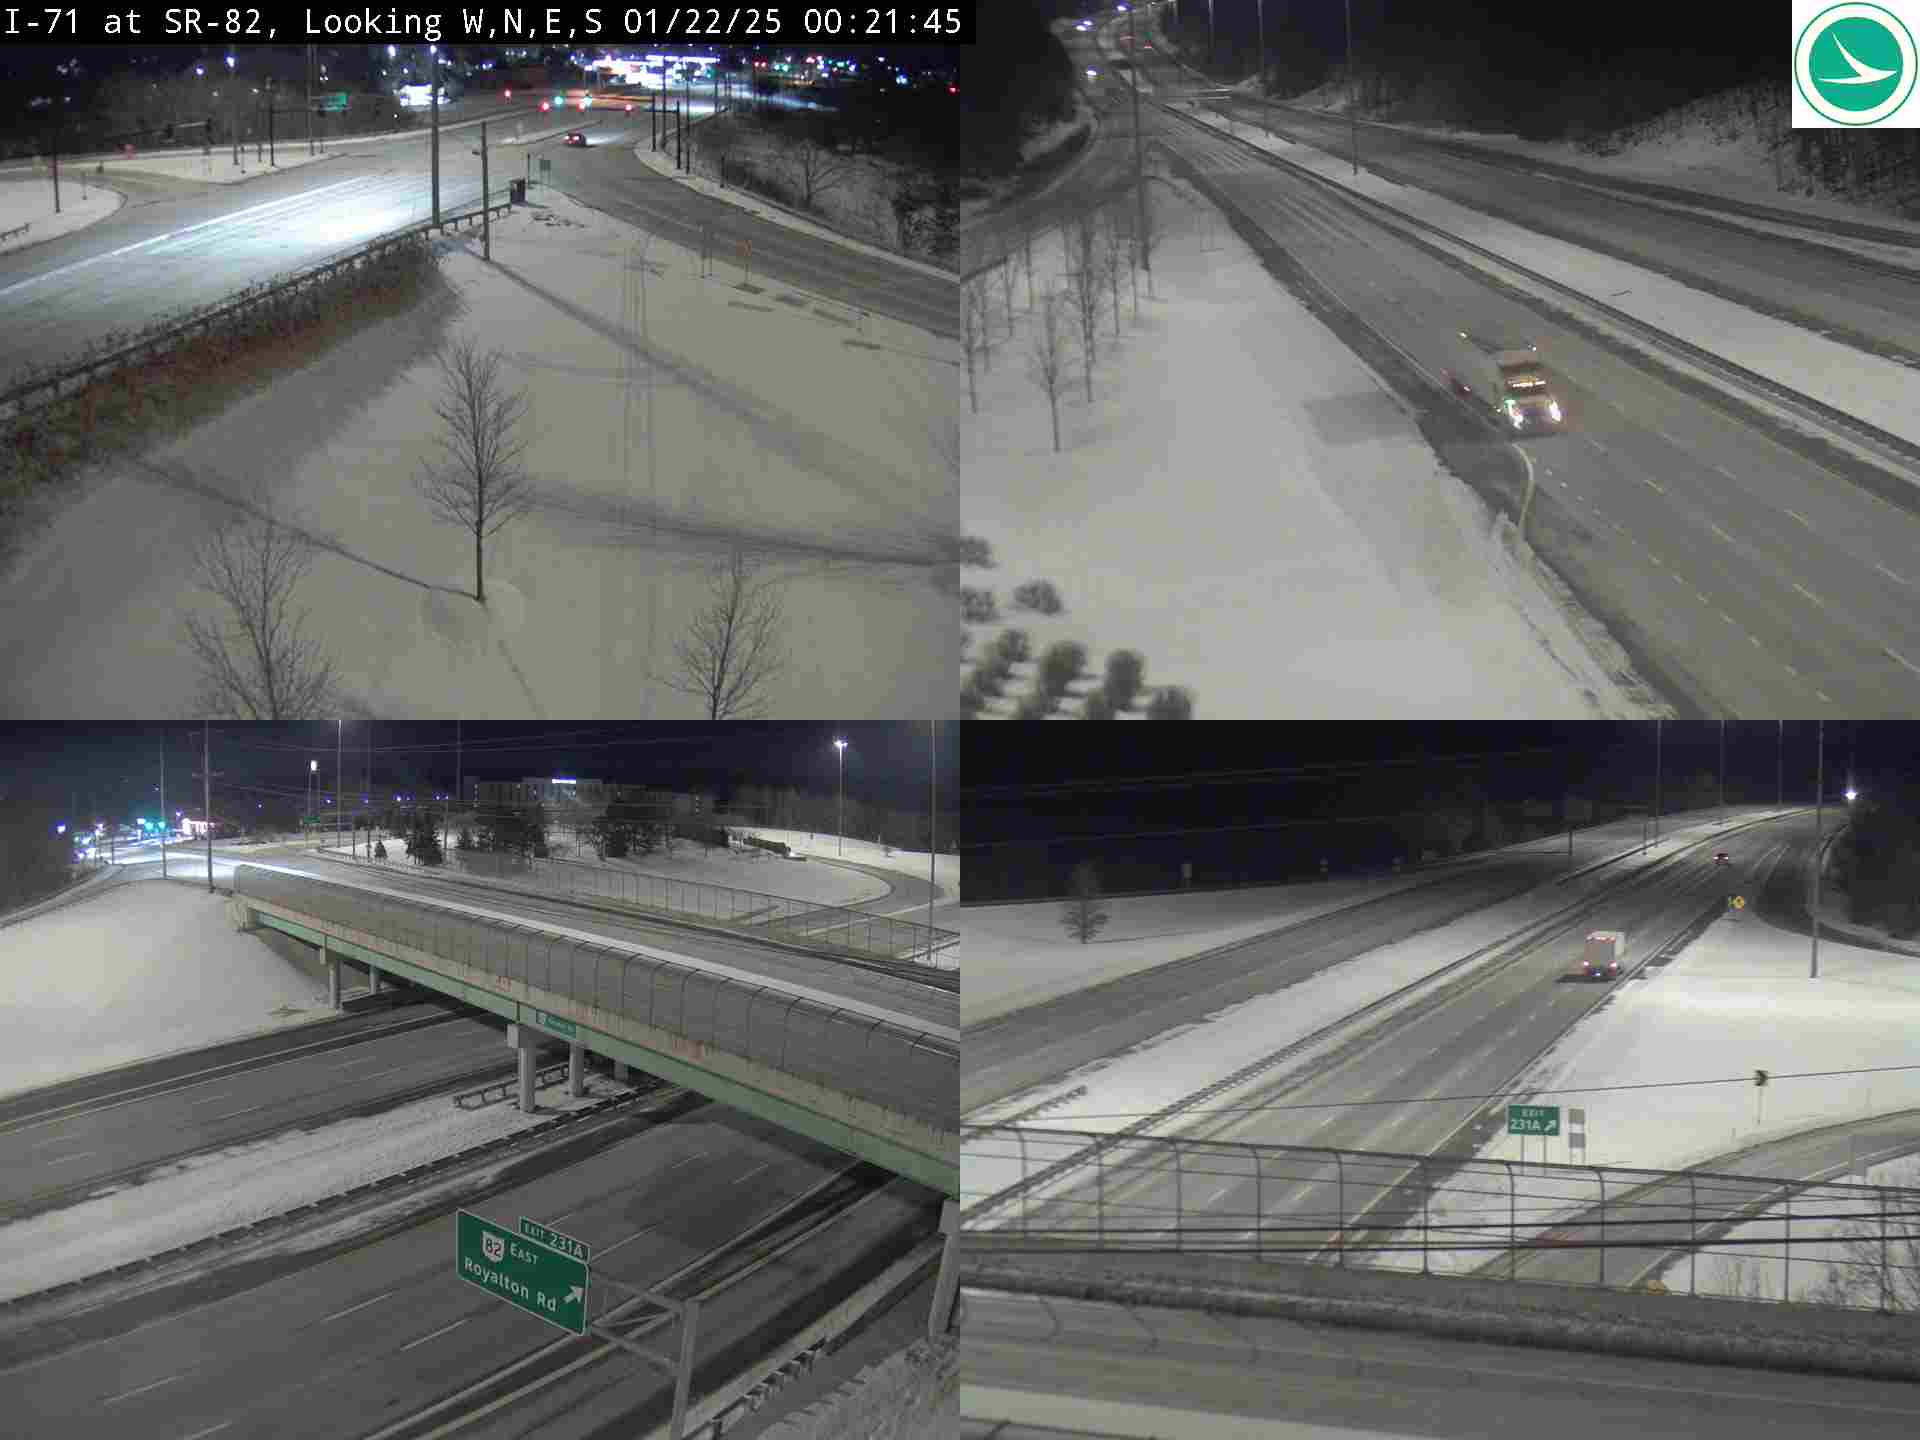 I-71 at SR-82, Looking W,N,E,S 01/22/25 00:21:45
EXIT 231A
82 EAST
Royalton Rd
EXIT
231A